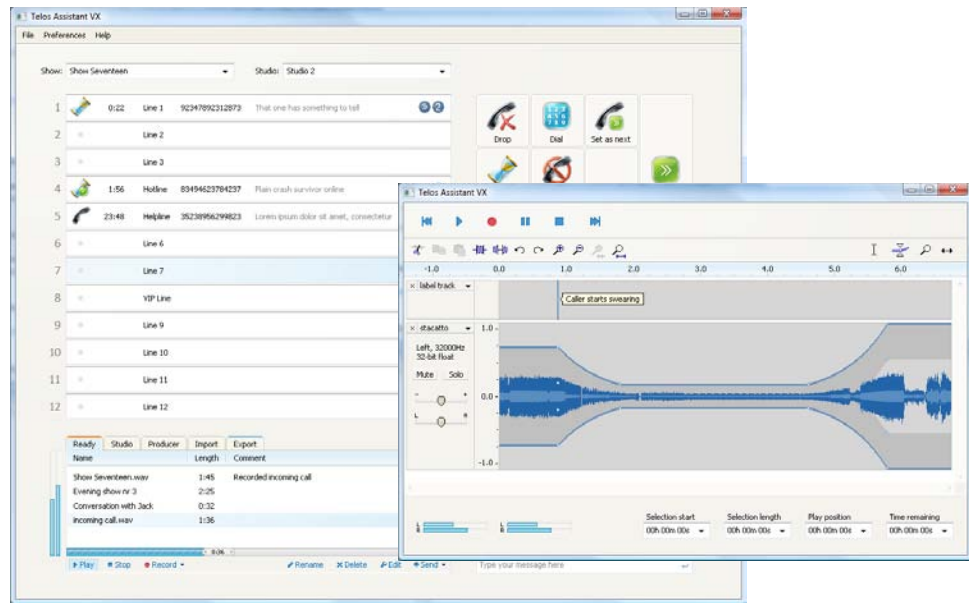 Telos Assistant VX
File Preferences Help
Show: Show Seventeen Studio: Studio 2
1 0:22 Line 1 92347892312873 That one has something to tell 2
2 Line 2
3 Line 3
4 1:56 Hotline 83494623784237 Plain crash survivor online
5 23:48 Helpline 35238956299823 Lorem ipsum dolor sit amet, consectetur
6 Line 6
7 Line 7
8 VIP Line
9 Line 9
10 Line 10
11 Line 11
12 Line 12
Drop Dial Set as next
Ready Studio Producer Import Export
Name Length Comment
Show Seventeen.wav 1:45 Recorded incoming call
Evening show nr 3 2:25
Conversation with Jack 0:32
incoming call.wav 1:36
0:06
Play Stop Record Rename Delete Edit Send
Type your message here
Telos Assistant VX
-1.0 0.0 1.0 2.0 3.0 4.0 5.0 6.0
label track
Caller starts swearing
stacatto
Left, 32000Hz
32-bit float
Mute Solo
- +
L R
1.0
0.0
-1.0
L
R
L
R
Selection start Selection length Play position Time remaining
00h 00m 00s 00h 00m 00s 00h 00m 00s 00h 00m 00s